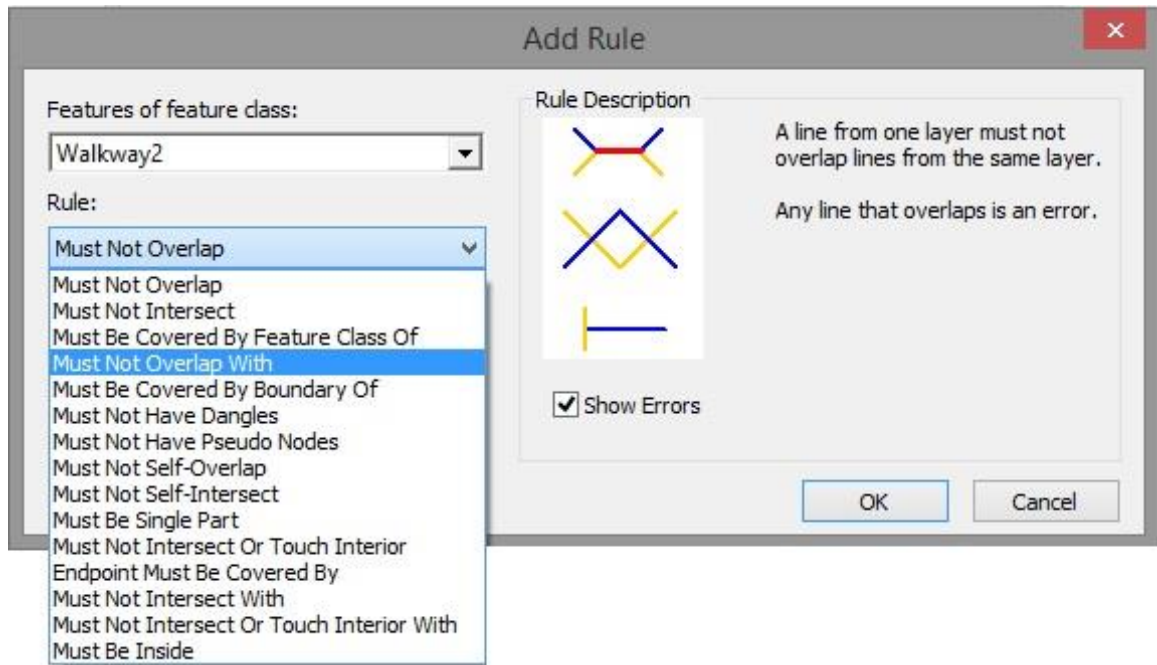 Add Rule
Features of feature class:
Walkway2
Rule:
Must Not Overlap
Must Not Overlap
Must Not Intersect
Must Be Covered By Feature Class Of
Must Not Overlap With
Must Be Covered By Boundary Of
Must Not Have Dangles
Must Not Have Pseudo Nodes
Must Not Self-Overlap
Must Not Self-Intersect
Must Be Single Part
Must Not Intersect Or Touch Interior
Endpoint Must Be Covered By
Must Not Intersect With
Must Not Intersect Or Touch Interior With
Must Be Inside
Rule Description
A line from one layer must not
overlap lines from the same layer.
Any line that overlaps is an error.
Show Errors
OK
Cancel